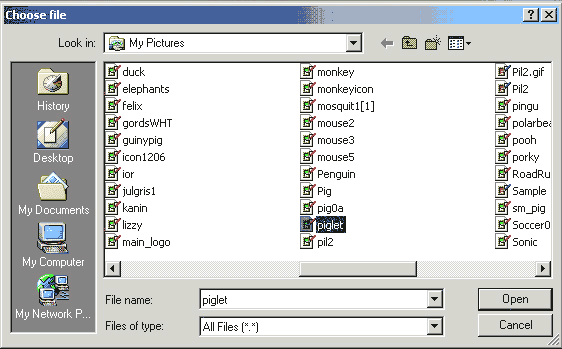 Choose file
Look in: My Pictures
History
Desktop
My Documents
My Computer
My Network P...
duck
elephants
felix
gordsWHT
guinypig
icon1206
ior
julgris1
kanin
lizzy
main_logo
monkey
monkeyicon
mosquit1[1]
mouse2
mouse3
mouse5
Penguin
Pig
pig0a
piglet
pil2
Pil2.gif
Pil2
pingu
polarbea
pooh
porky
RoadRu
Sample
sm_pig
Soccer0
Sonic
File name: piglet Open
Files of type: All Files (*.*) Cancel